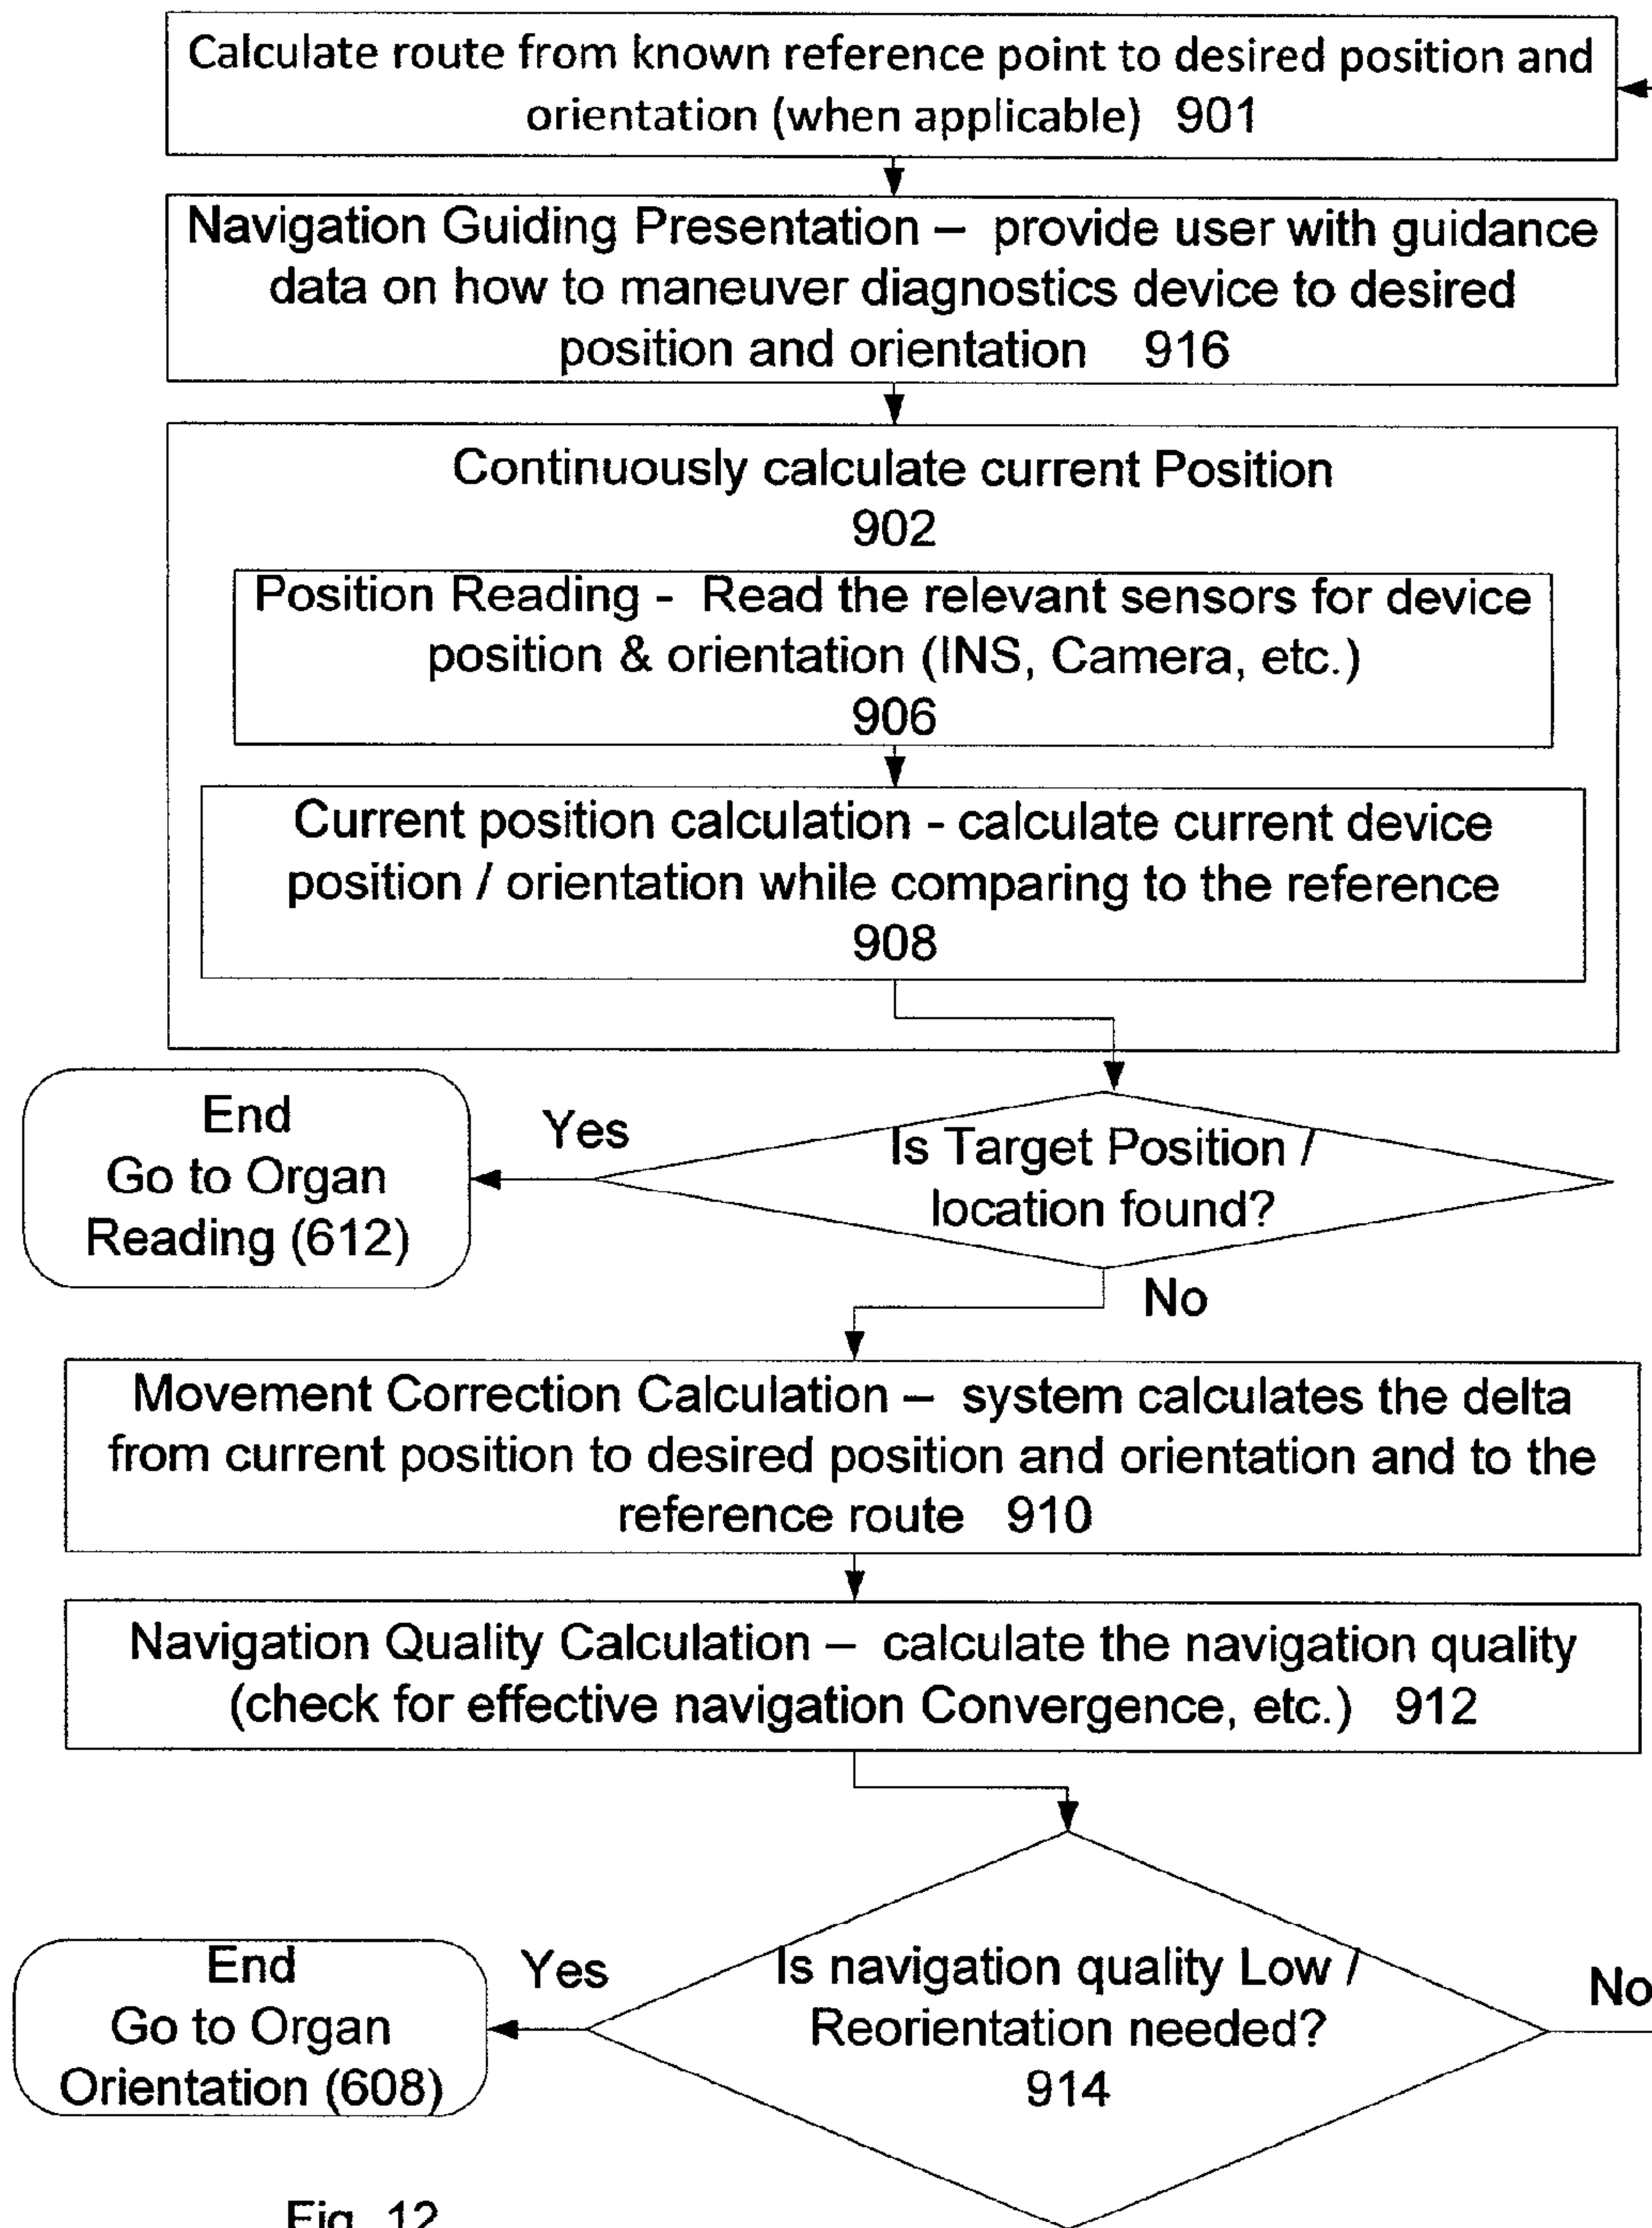 Calculate route from known reference point to desired position and
orientation (when applicable) 901
Navigation Guiding Presentation – provide user with guidance
data on how to maneuver diagnostics device to desired
position and orientation 916
Continuously calculate current Position
902
Position Reading - Read the relevant sensors for device
position & orientation (INS, Camera, etc.)
906
Current position calculation - calculate current device
position / orientation while comparing to the reference
908
End
Go to Organ
Reading (612)
Yes
Is Target Position /
location found?
No
Movement Correction Calculation – system calculates the delta
from current position to desired position and orientation and to the
reference route 910
Navigation Quality Calculation – calculate the navigation quality
(check for effective navigation Convergence, etc.) 912
End
Go to Organ
Orientation (608)
Yes
Is navigation quality Low /
Reorientation needed?
914
No
Fig. 12